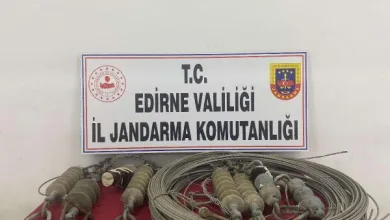 T.C.
EDİRNE VALİLİĞİ
İL JANDARMA KOMUTANLIĞI